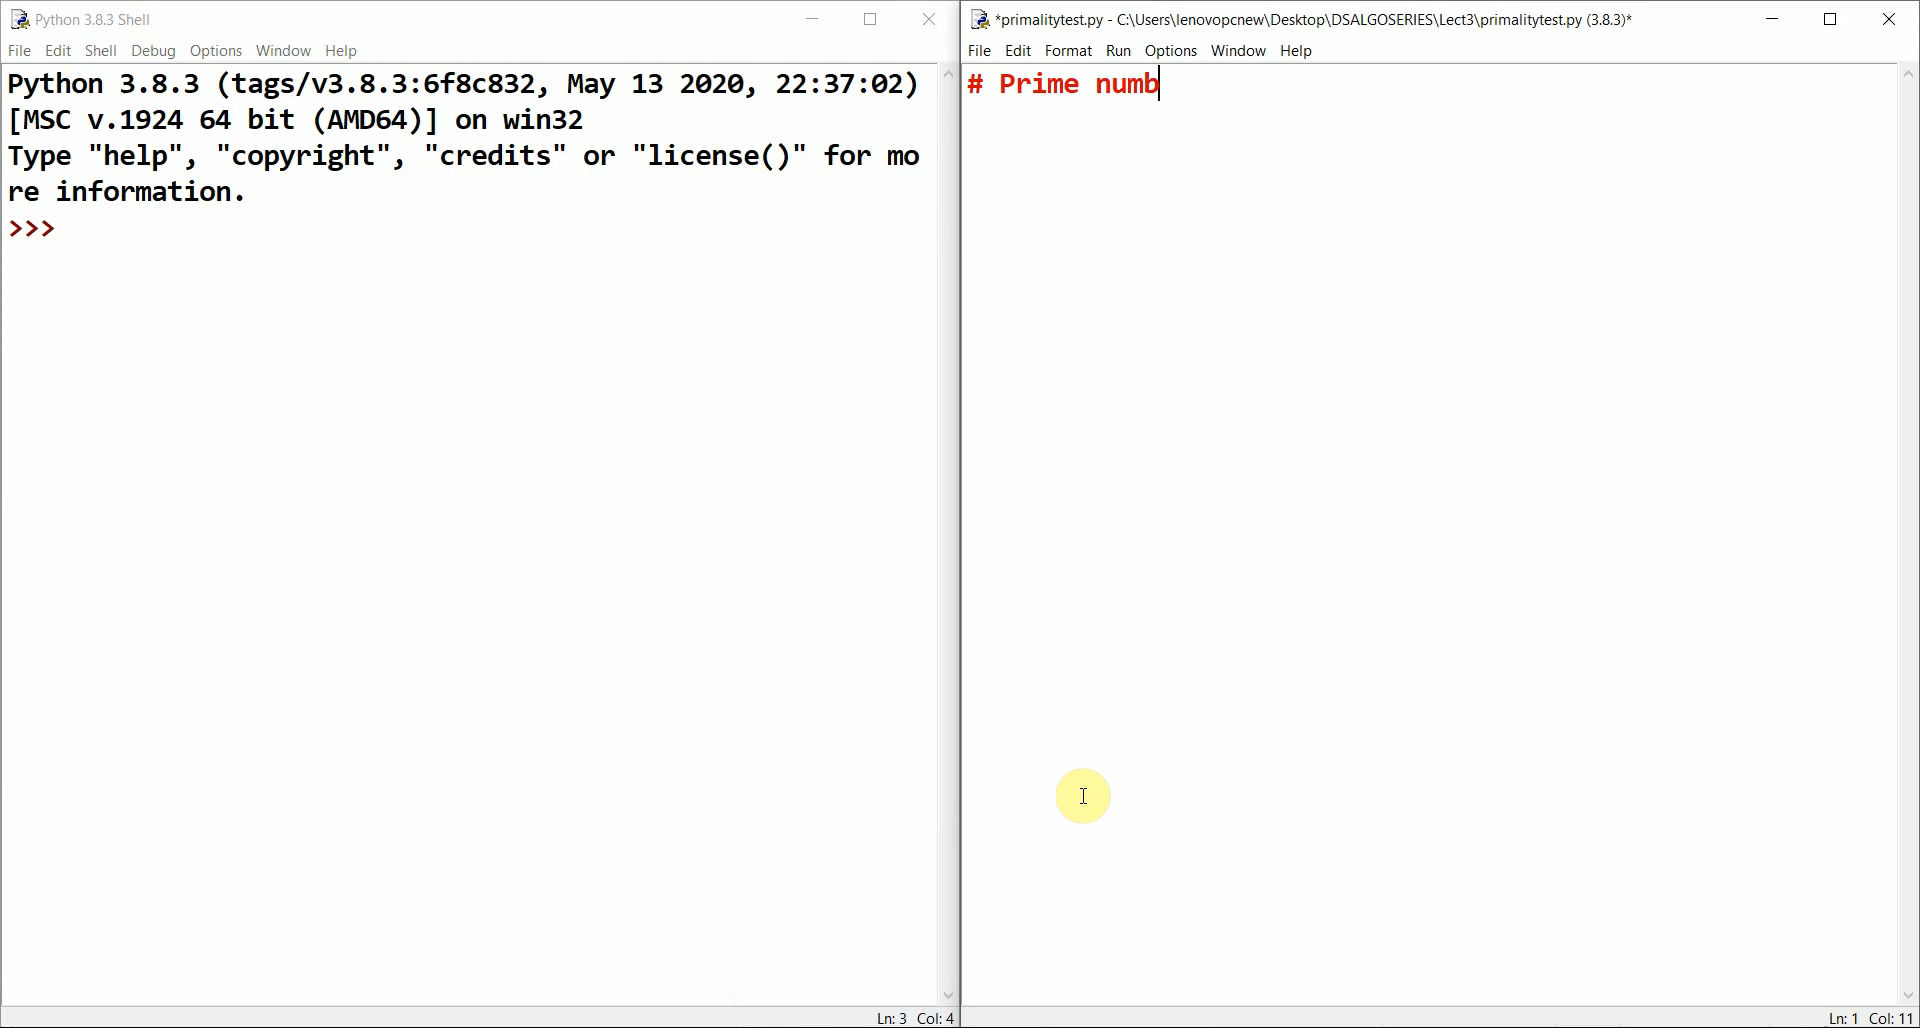 Python 3.8.3 Shell
File Edit Shell Debug Options Window Help
Python 3.8.3 (tags/v3.8.3:6f8c832, May 13 2020, 22:37:02)
[MSC v.1924 64 bit (AMD64)] on win32
Type "help", "copyright", "credits" or "license()" for mo
re information.
>>>
Ln: 3 Col: 4
*primalitytest.py - C:\Users\lenovopcnew\Desktop\DSALGOSERIES\Lect3\primalitytest.py (3.8.3)*
File Edit Format Run Options Window Help
# Prime numb
Ln: 1 Col: 11